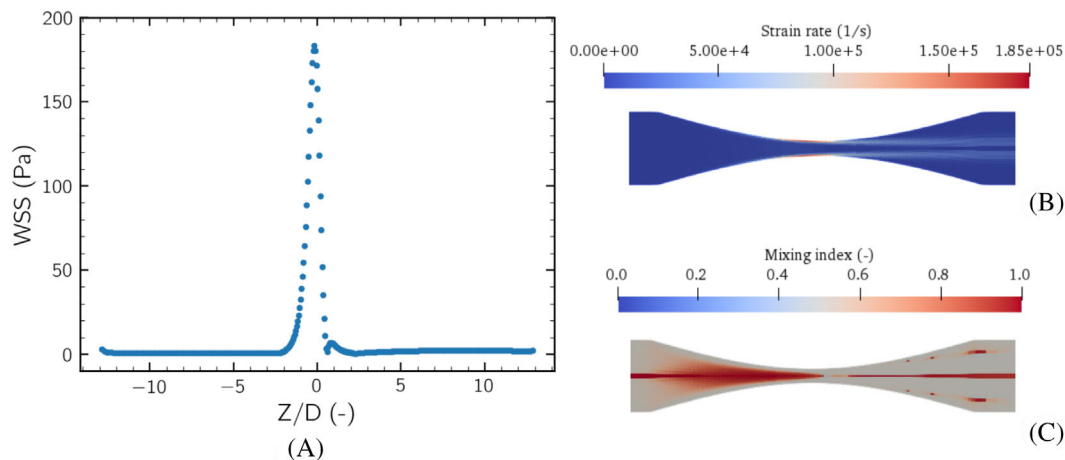 200
150
100
50
0
WSS (Pa)
−10 −5 0 5 10
Z/D (-)
(A)
Strain rate (1/s)
0.00e+00 5.00e+4 1.00e+5 1.50e+5 1.85e+05
(B)
Mixing index (-)
0.0 0.2 0.4 0.6 0.8 1.0
(C)